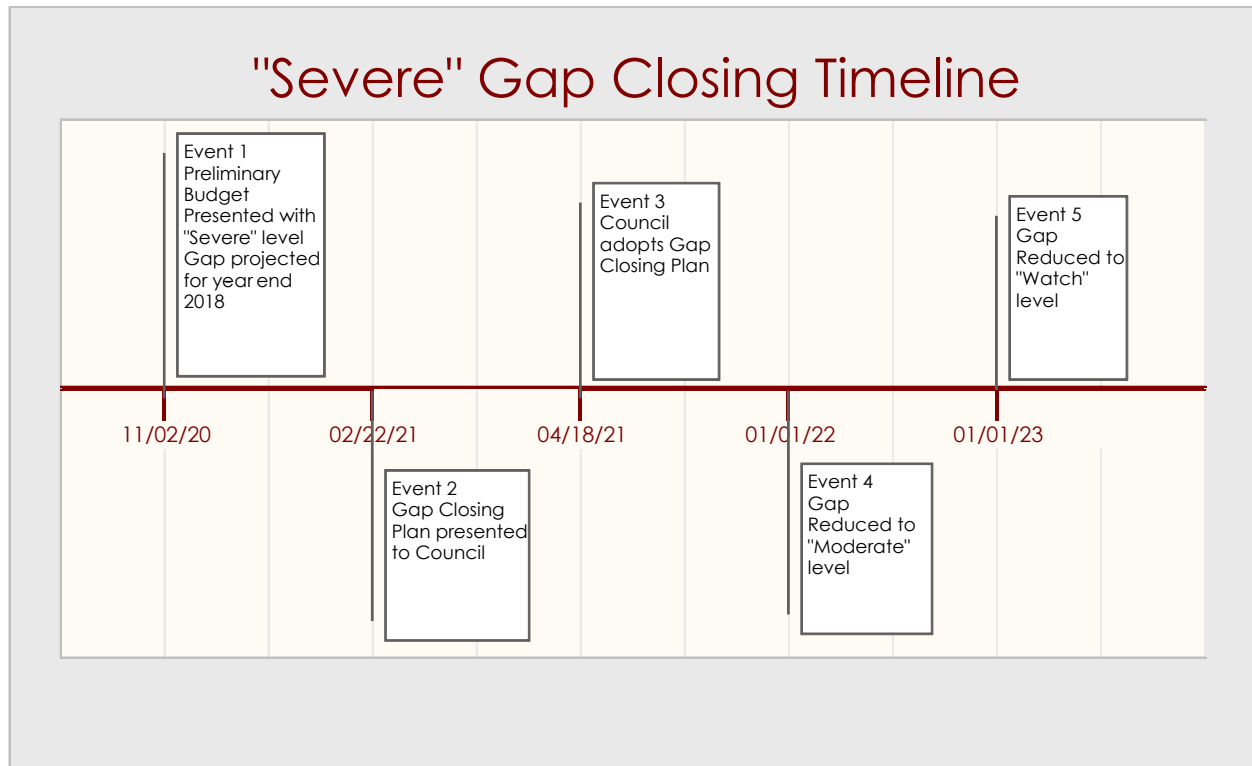 "Severe" Gap Closing Timeline
Event 1
Preliminary
Budget
Presented with
"Severe" level
Gap projected
for year end
2018
Event 3
Council
adopts Gap
Closing Plan
Event 5
Gap
Reduced to
"Watch"
level
11/02/20
02/22/21
04/18/21
01/01/22
01/01/23
Event 2
Gap Closing
Plan presented
to Council
Event 4
Gap
Reduced to
"Moderate"
level